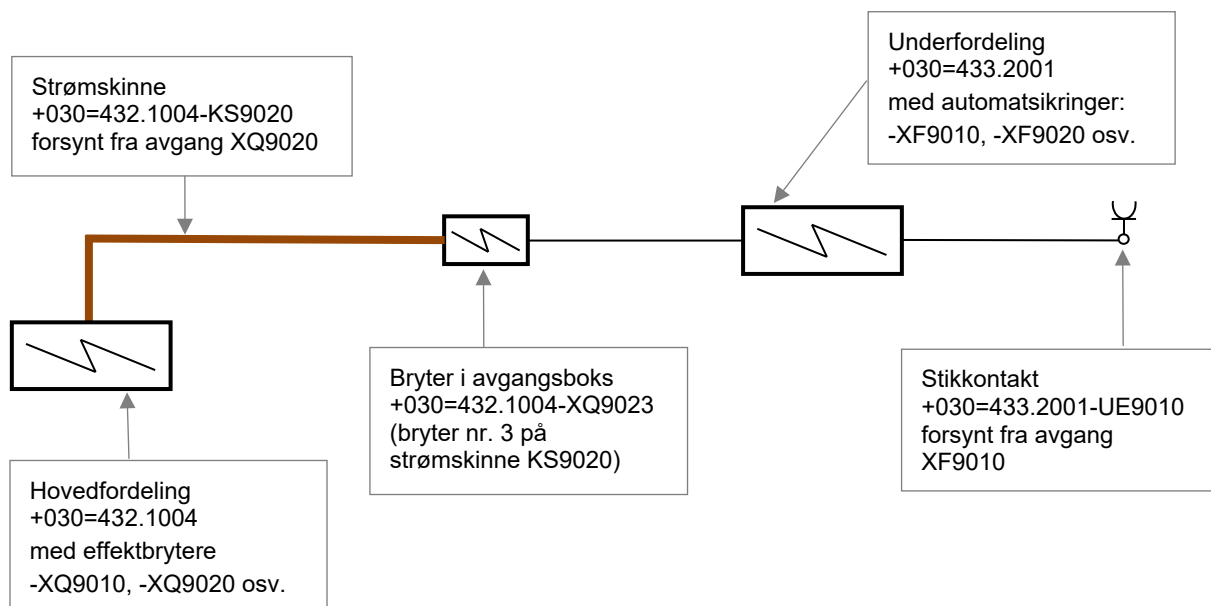 Strømskinne
+030=432.1004-KS9020
forsynt fra avgang XQ9020
Underfordeling
+030=433.2001
med automatsikringer:
-XF9010, -XF9020 osv.
Hovedfordeling
+030=432.1004
med effektbrytere
-XQ9010, -XQ9020 osv.
Bryter i avgangsboks
+030=432.1004-XQ9023
(bryter nr. 3 på
strømskinne KS9020)
Stikkontakt
+030=433.2001-UE9010
forsynt fra avgang
XF9010